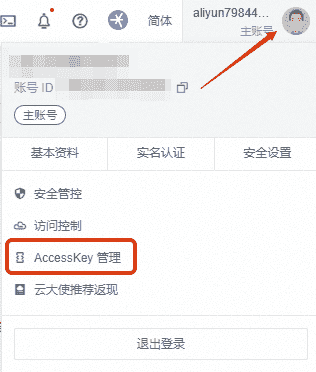 简体
aliyun79844...
主账号
账号 ID
主账号
基本资料
实名认证
安全设置
安全管控
访问控制
AccessKey 管理
云大使推荐返现
退出登录